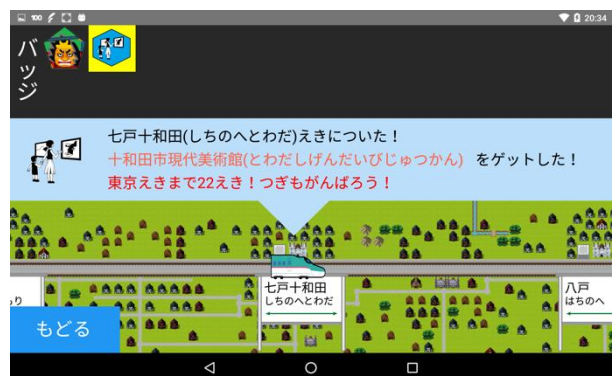 100
20:34
バッジ
七戸十和田(しちのへとわだ)えきについた！
十和田市現代美術館(とわだしげんだいびじゅつかん) をゲットした！
東京えきまで22えき！つぎもがんばろう！
七戸十和田
しちのへとわだ
八戸
はちのへ
り
もどる